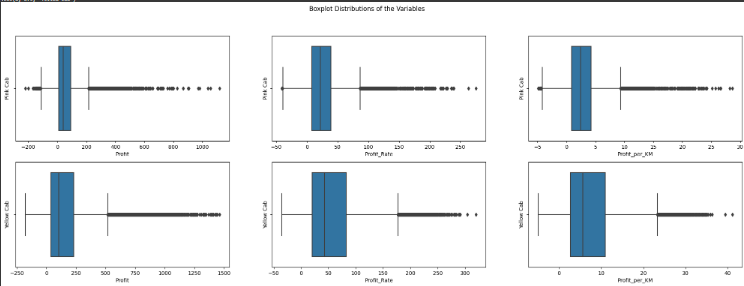 Boxplot Distributions of the Variables
Pink Cab
-200 0 200 400 600 800 1000
Profit
Pink Cab
-50 0 50 100 150 200 250
Profit_Rate
Pink Cab
-5 0 5 10 15 20 25 30
Profit_per_KM
Yellow Cab
-250 0 250 500 750 1000 1250 1500
Profit
Yellow Cab
-50 0 50 100 150 200 250 300
Profit_Rate
Yellow Cab
0 10 20 30 40
Profit_per_KM